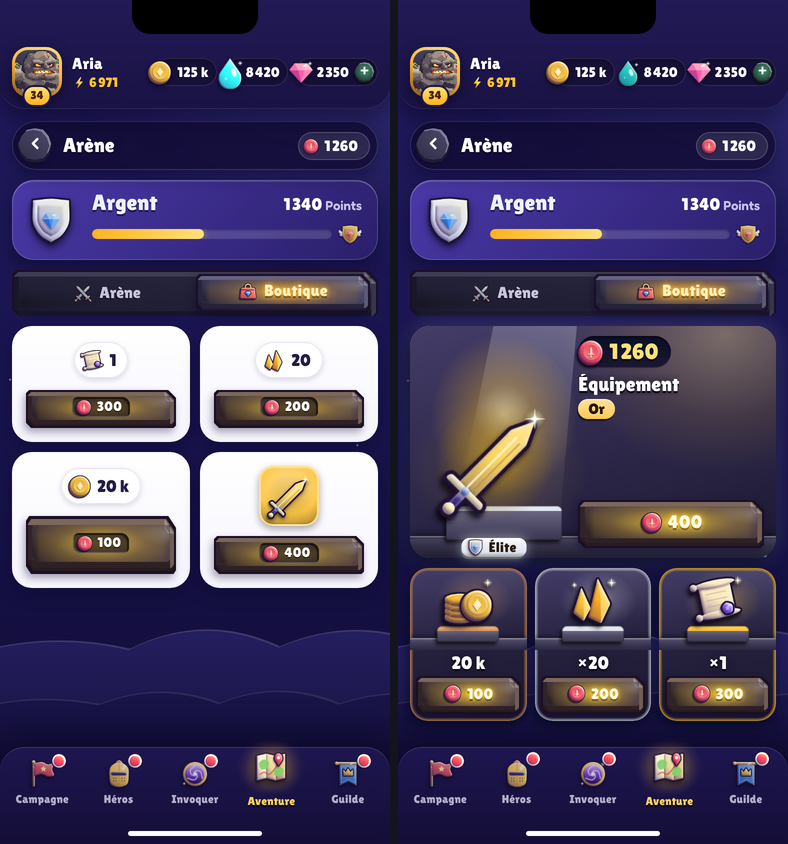 Aria
6971
34
125 k
8420
2350
Arène
1260
Argent
1340 Points
Arène
Boutique
1
20
300
200
20 k
100
400
Campagne
Héros
Invoquer
Aventure
Guilde
Aria
6971
34
125 k
8420
2350
Arène
1260
Argent
1340 Points
Arène
Boutique
1260
Équipement
Or
400
Élite
20 k
×20
×1
100
200
300
Campagne
Héros
Invoquer
Aventure
Guilde